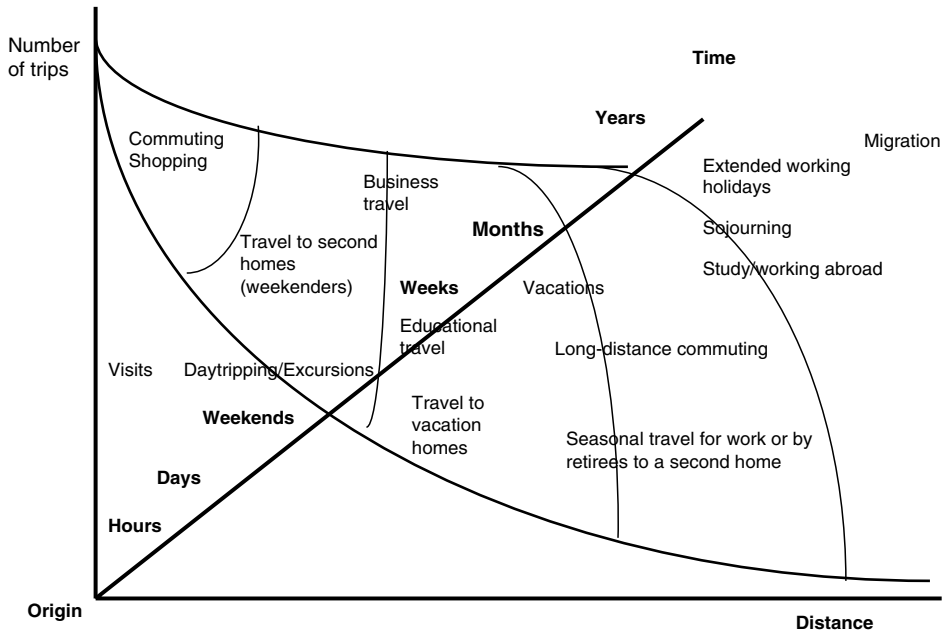 Number
of trips
Time
Years
Commuting
Shopping
Migration
Extended working
holidays
Business
travel
Months
Sojourning
Travel to second
homes
(weekenders)
Study/working abroad
Weeks
Vacations
Educational
travel
Long-distance commuting
Visits
Daytripping/Excursions
Travel to
vacation
homes
Weekends
Seasonal travel for work or by
retirees to a second home
Days
Hours
Origin
Distance